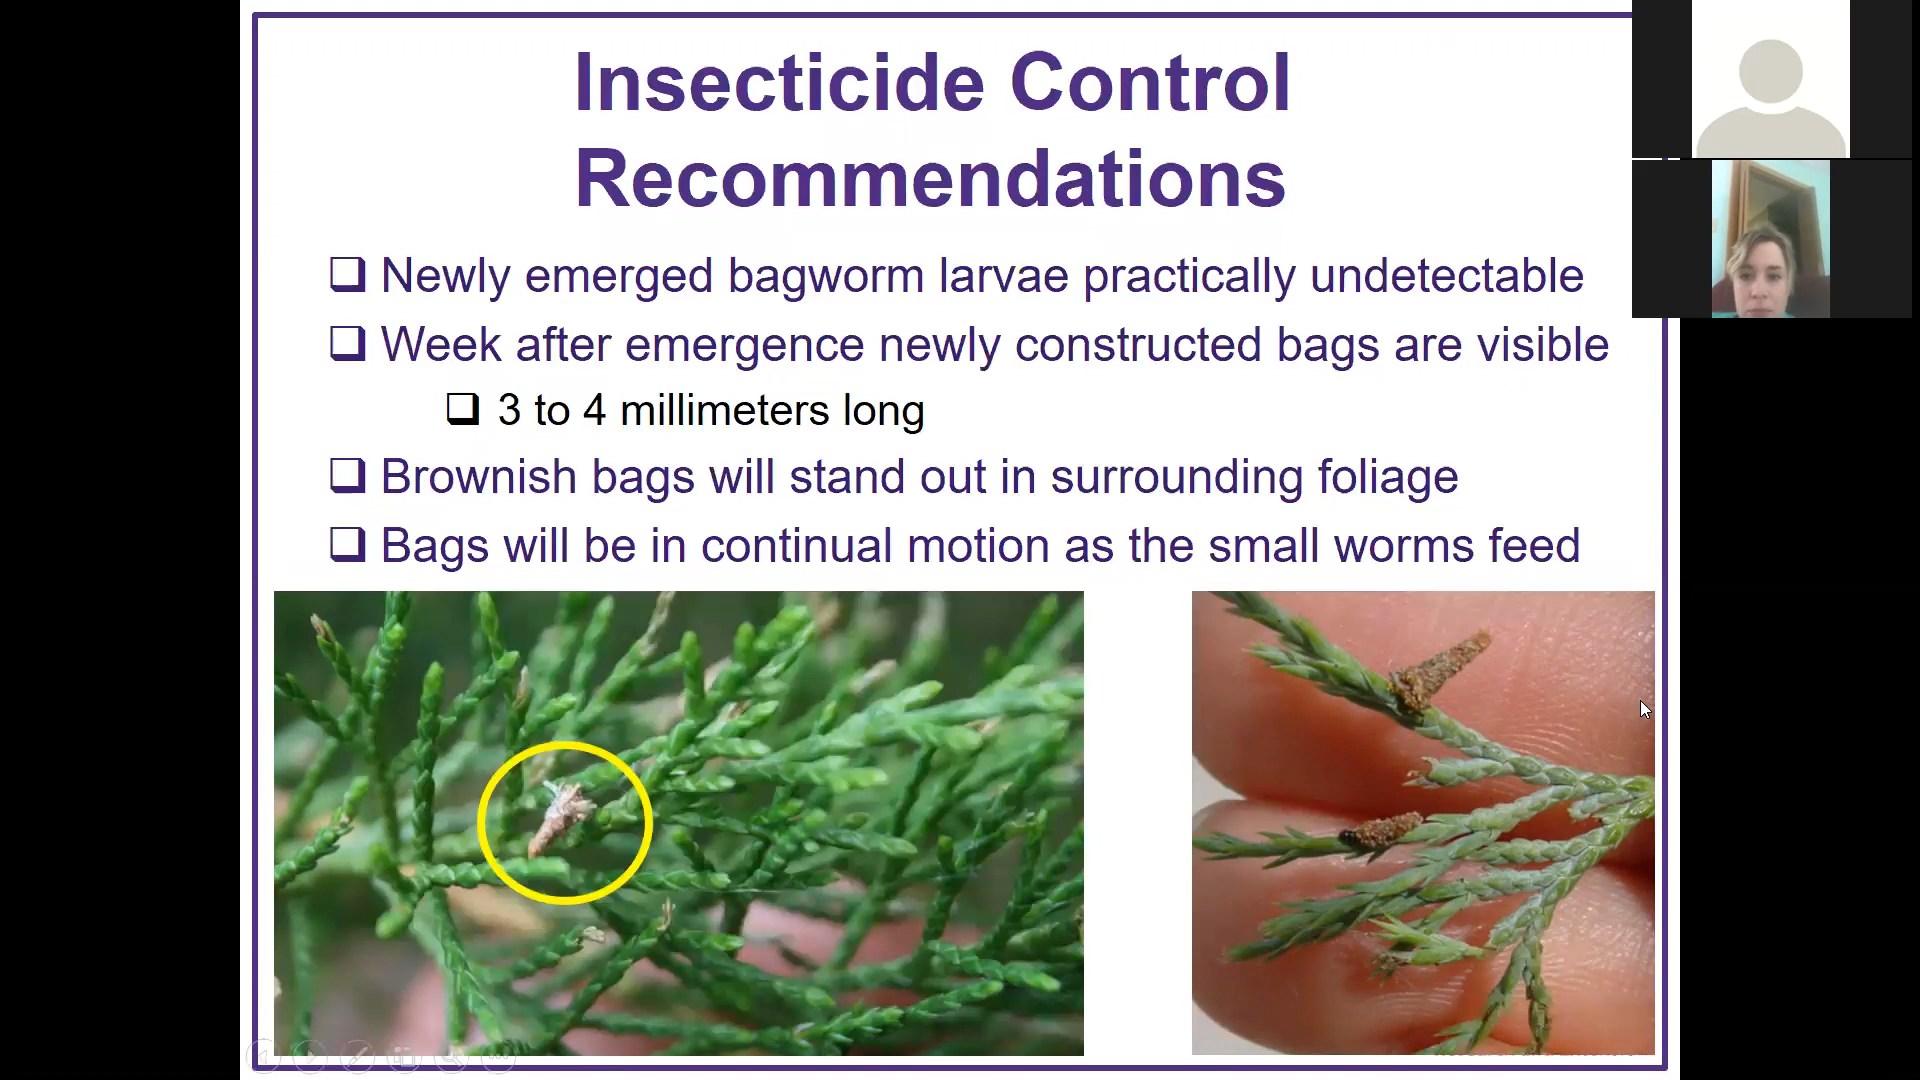 Insecticide Control
Recommendations
Newly emerged bagworm larvae practically undetectable
Week after emergence newly constructed bags are visible
3 to 4 millimeters long
Brownish bags will stand out in surrounding foliage
Bags will be in continual motion as the small worms feed